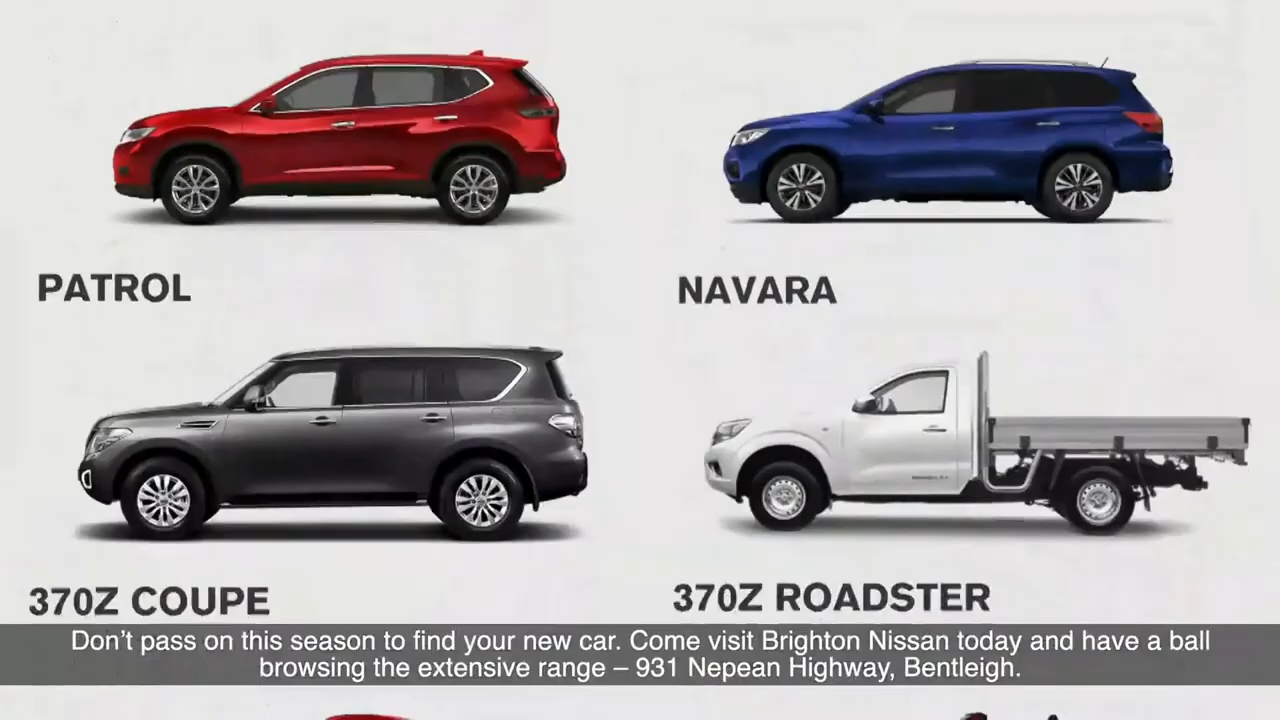 PATROL
NAVARA
370Z COUPE
370Z ROADSTER
Don't pass on this season to find your new car. Come visit Brighton Nissan today and have a ball
browsing the extensive range – 931 Nepean Highway, Bentleigh.